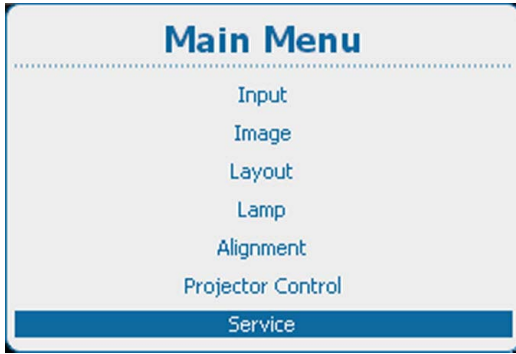 Main Menu
Input
Image
Layout
Lamp
Alignment
Projector Control
Service